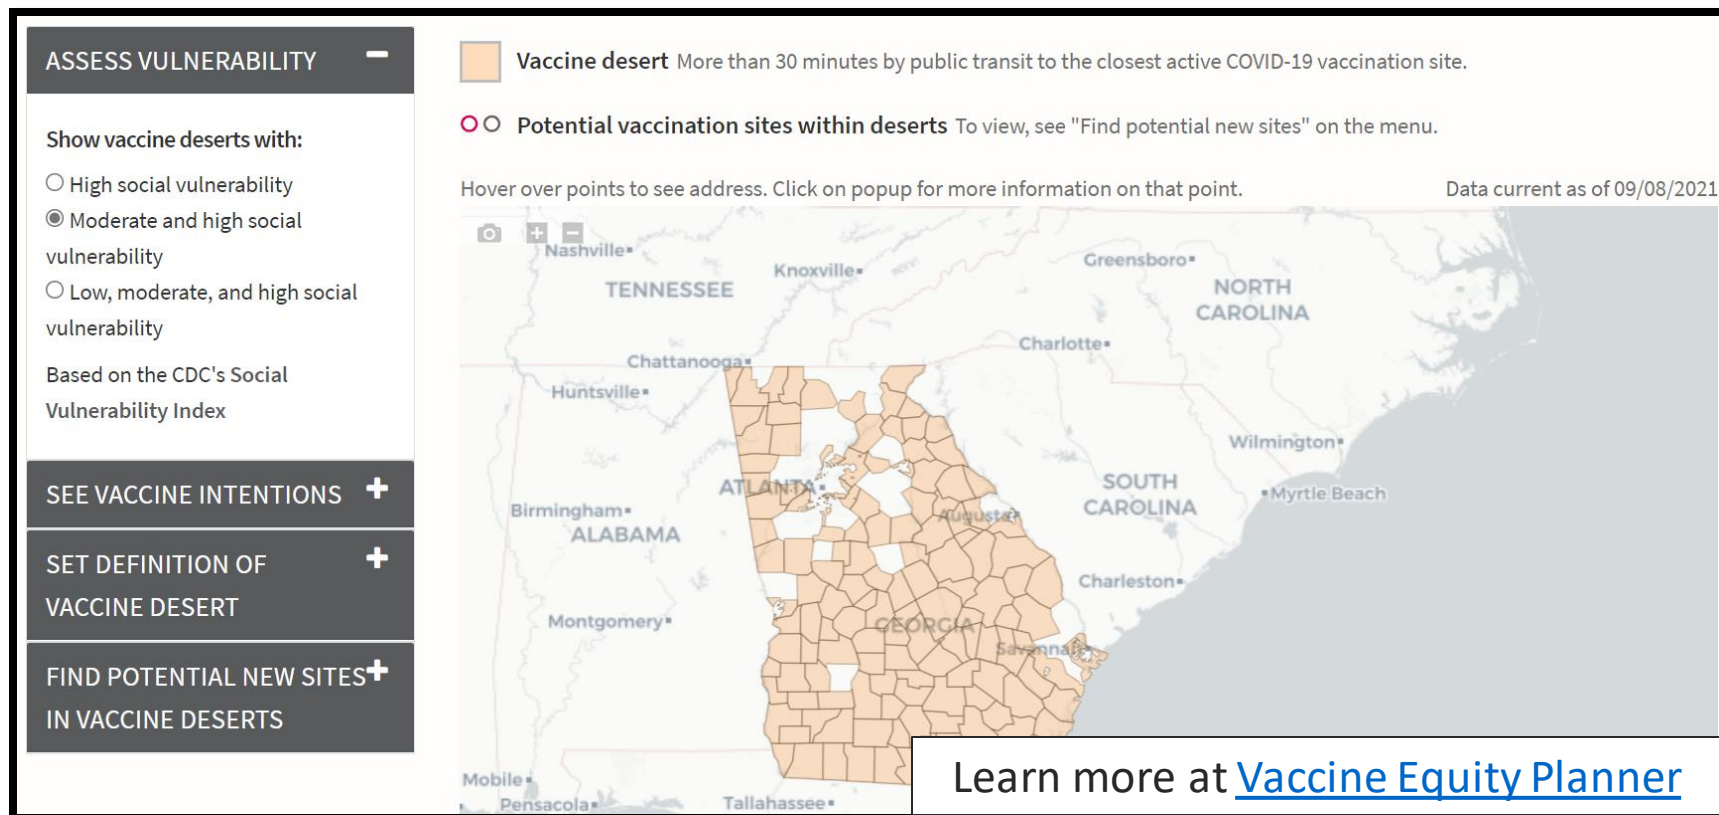 ASSESS VULNERABILITY
Show vaccine deserts with:
High social vulnerability
Moderate and high social
vulnerability
Low, moderate, and high social
vulnerability
Based on the CDC's Social
Vulnerability Index
SEE VACCINE INTENTIONS
SET DEFINITION OF
VACCINE DESERT
FIND POTENTIAL NEW SITES
IN VACCINE DESERTS
Vaccine desert More than 30 minutes by public transit to the closest active COVID-19 vaccination site.
Potential vaccination sites within deserts To view, see "Find potential new sites" on the menu.
Hover over points to see address. Click on popup for more information on that point.
Data current as of 09/08/2021
Nashville
Knoxville
Greensboro
TENNESSEE
NORTH
CAROLINA
Charlotte
Chattanooga
Huntsville
Wilmington
ATLANTA
SOUTH
CAROLINA
Myrtle Beach
Birmingham
ALABAMA
Augusta
Charleston
Montgomery
GEORGIA
Savannah
Mobile
Pensacola
Tallahassee
Learn more at Vaccine Equity Planner